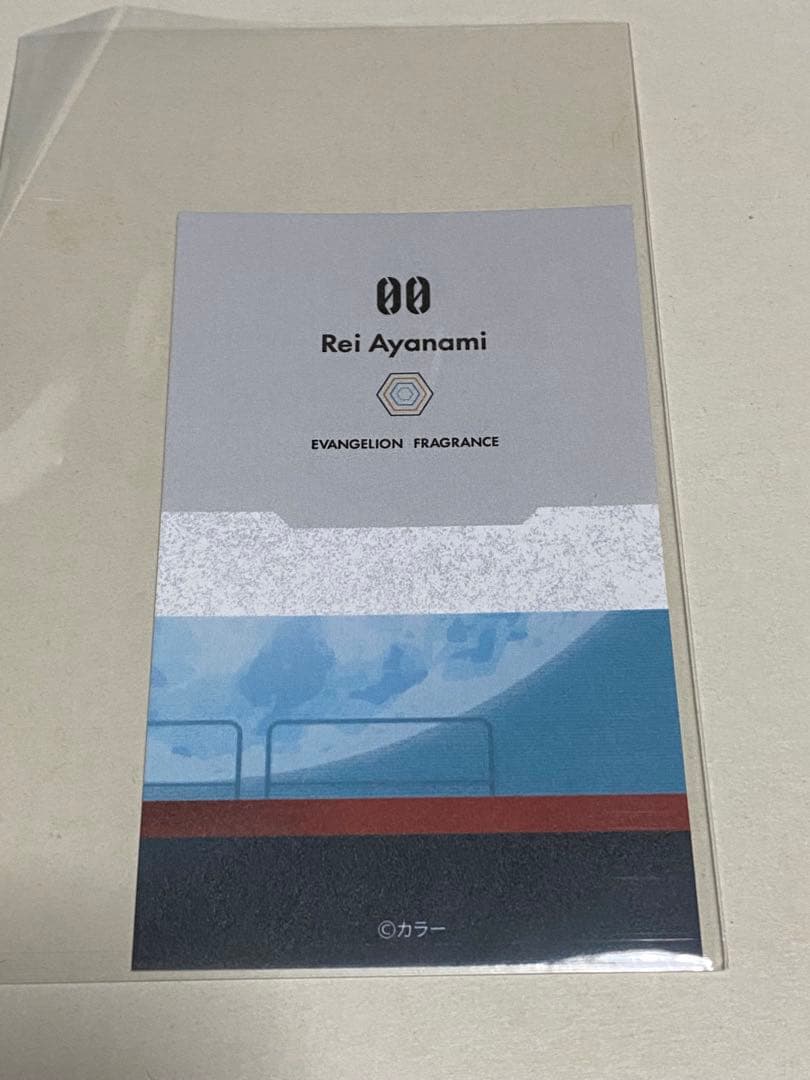 00
Rei Ayanami
EVANGELION FRAGRANCE
©カラー